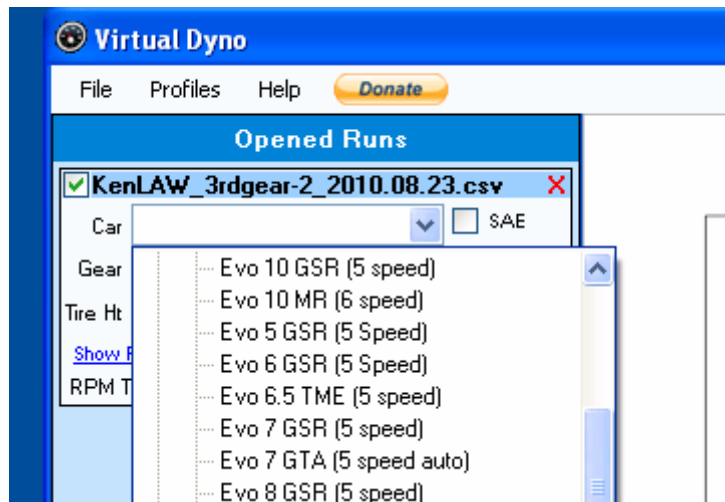 Virtual Dyno
File Profiles Help Donate
Opened Runs
KenLAW_3rdgear-2_2010.08.23.csv X
Car SAE
Gear
Evo 10 GSR (5 speed)
Evo 10 MR (6 speed)
Tire Ht
Evo 5 GSR (5 Speed)
Show
Evo 6 GSR (5 Speed)
RPM T
Evo 6.5 TME (5 speed)
Evo 7 GSR (5 speed)
Evo 7 GTA (5 speed auto)
Evo 8 GSR (5 speed)